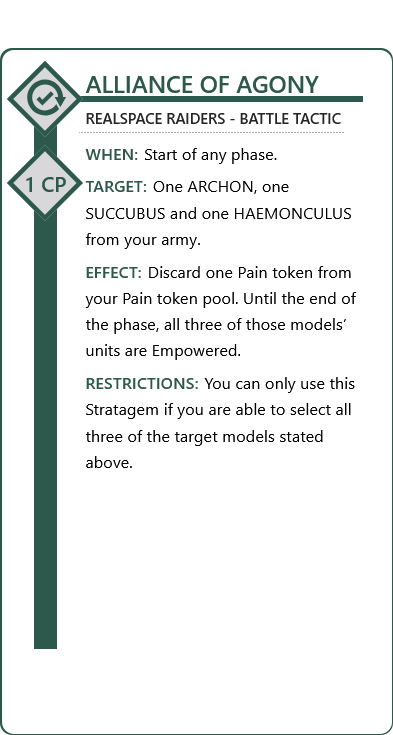 ALLIANCE OF AGONY
REALSPACE RAIDERS - BATTLE TACTIC
1 CP
WHEN: Start of any phase.
TARGET: One ARCHON, one
SUCCUBUS and one HAEMONCULUS
from your army.
EFFECT: Discard one Pain token from
your Pain token pool. Until the end of
the phase, all three of those models’
units are Empowered.
RESTRICTIONS: You can only use this
Stratagem if you are able to select all
three of the target models stated
above.